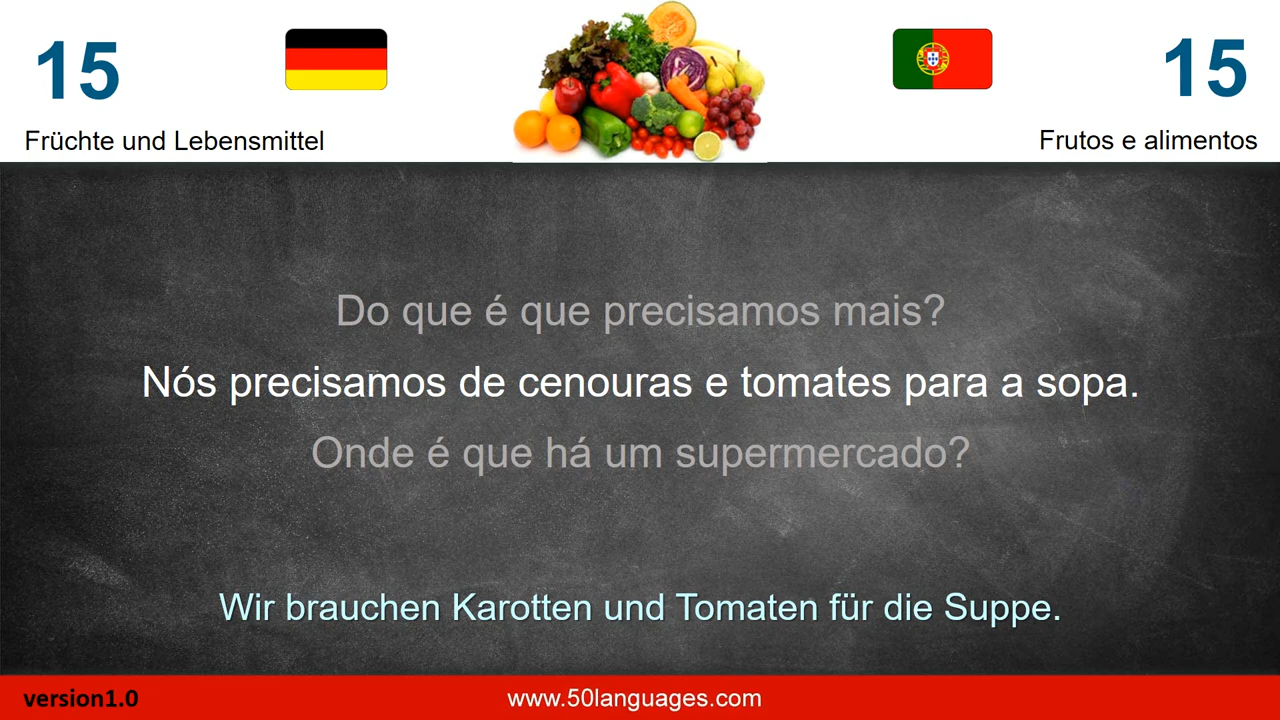 15
15
Früchte und Lebensmittel
Frutos e alimentos
Do que é que precisamos mais?
Nós precisamos de cenouras e tomates para a sopa.
Onde é que há um supermercado?
Wir brauchen Karotten und Tomaten für die Suppe.
version1.0
www.50languages.com